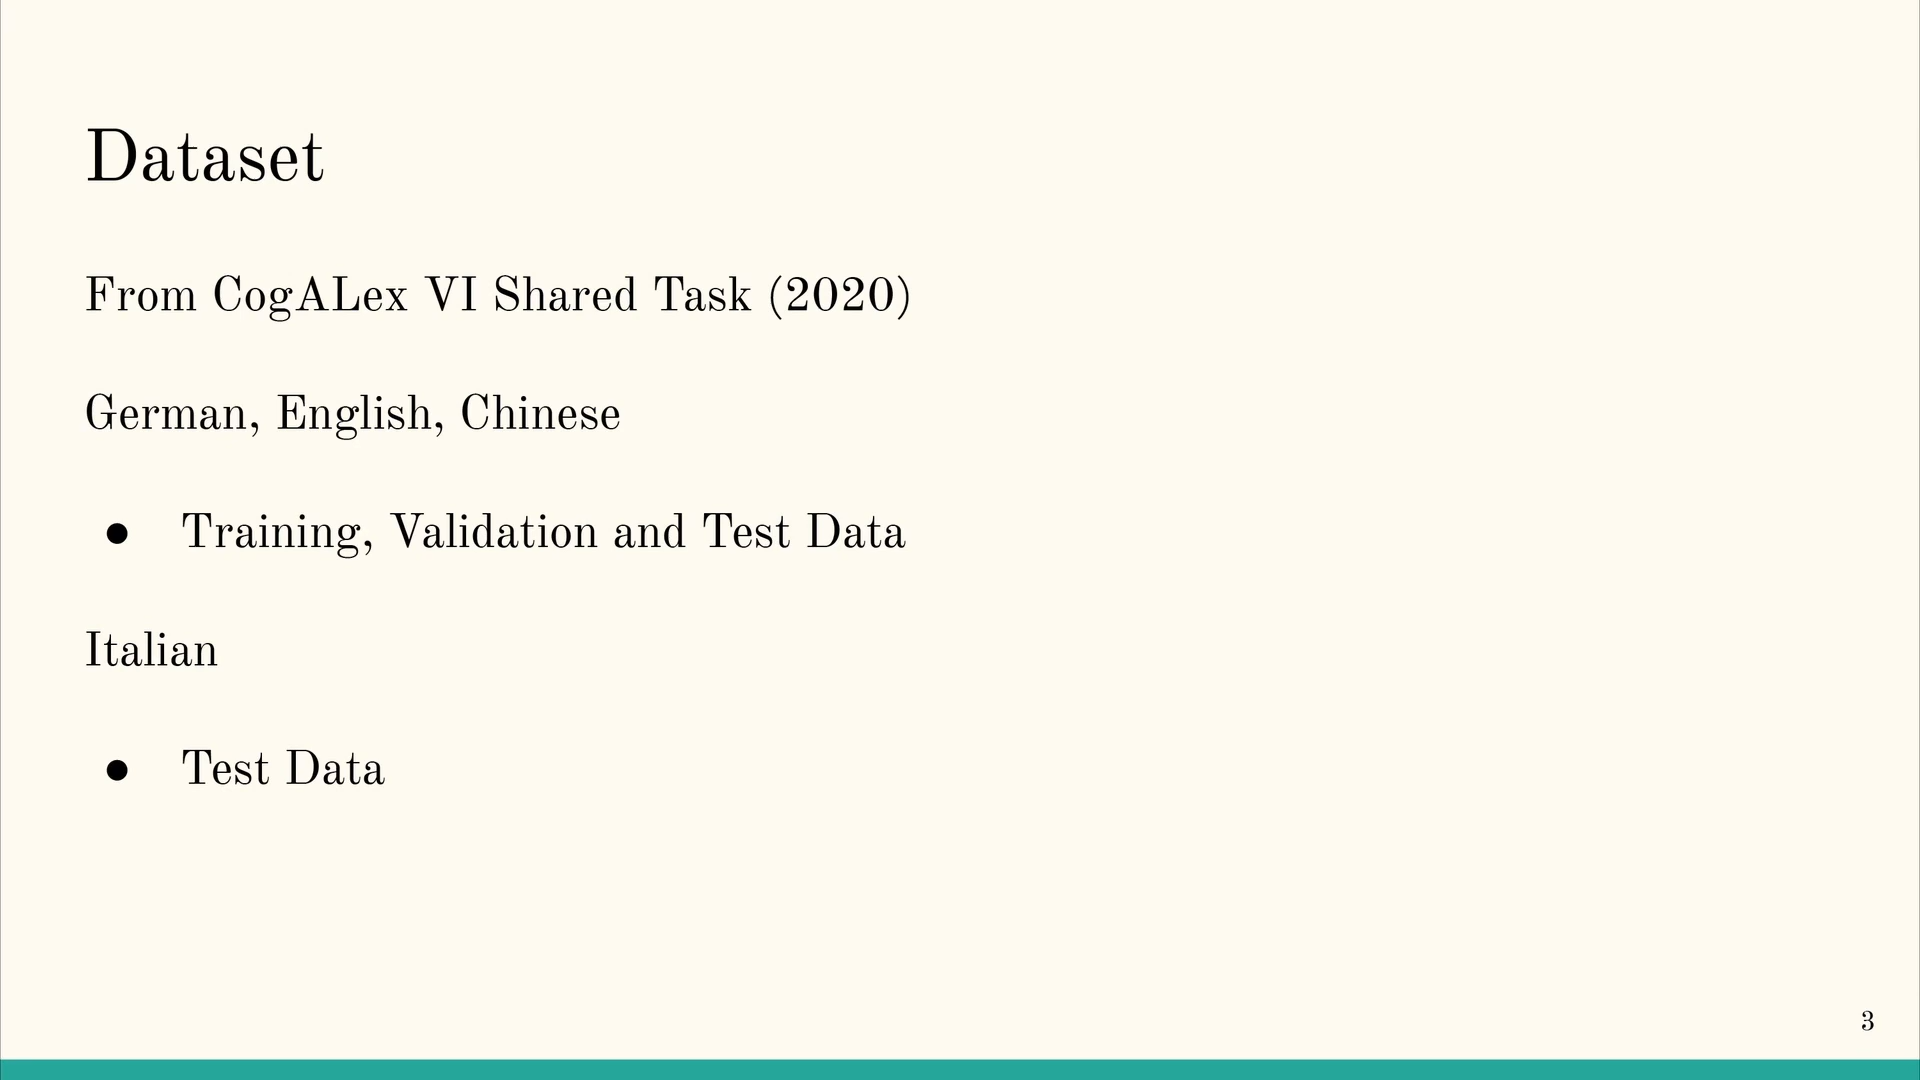 Dataset
From CogALex VI Shared Task (2020)
German, English, Chinese
● Training, Validation and Test Data
Italian
● Test Data
3